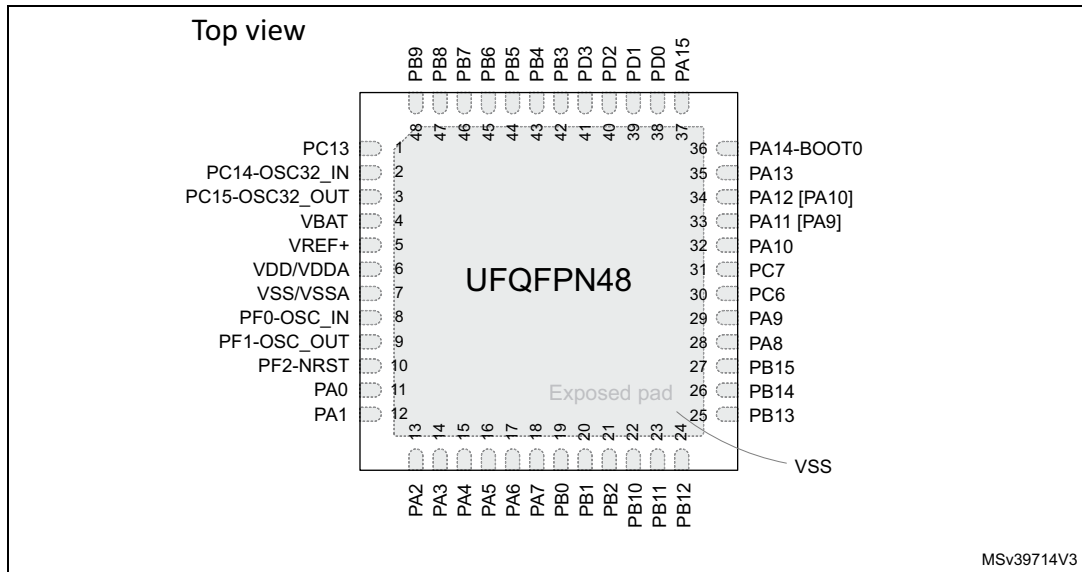 Top view
PB9
PB8
PB7
PB6
PB5
PB4
PB3
PD3
PD2
PD1
PD0
PA15
48
47
46
45
44
43
42
41
40
39
38
37
PC13 1
PC14-OSC32_IN 2
PC15-OSC32_OUT 3
VBAT 4
VREF+ 5
VDD/VDDA 6
VSS/VSSA 7
PF0-OSC_IN 8
PF1-OSC_OUT 9
PF2-NRST 10
PA0 11
PA1 12
UFQFPN48
Exposed pad
36 PA14-BOOT0
35 PA13
34 PA12 [PA10]
33 PA11 [PA9]
32 PA10
31 PC7
30 PC6
29 PA9
28 PA8
27 PB15
26 PB14
25 PB13
VSS
13
14
15
16
17
18
19
20
21
22
23
24
PA2
PA3
PA4
PA5
PA6
PA7
PB0
PB1
PB2
PB10
PB11
PB12
MSv39714V3